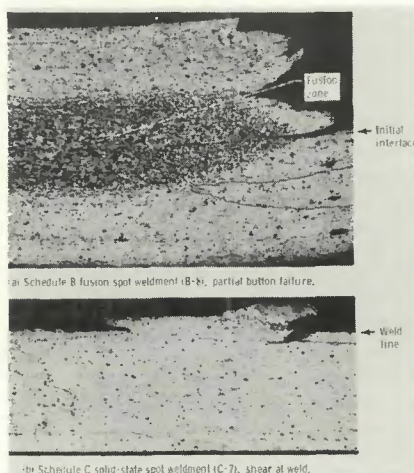 Fusion
zone
Initial
interface
(a) Schedule B fusion spot weldment (B-8), partial button failure.
Weld
line
(b) Schedule C solid-state spot weldment (C-7), shear at weld.